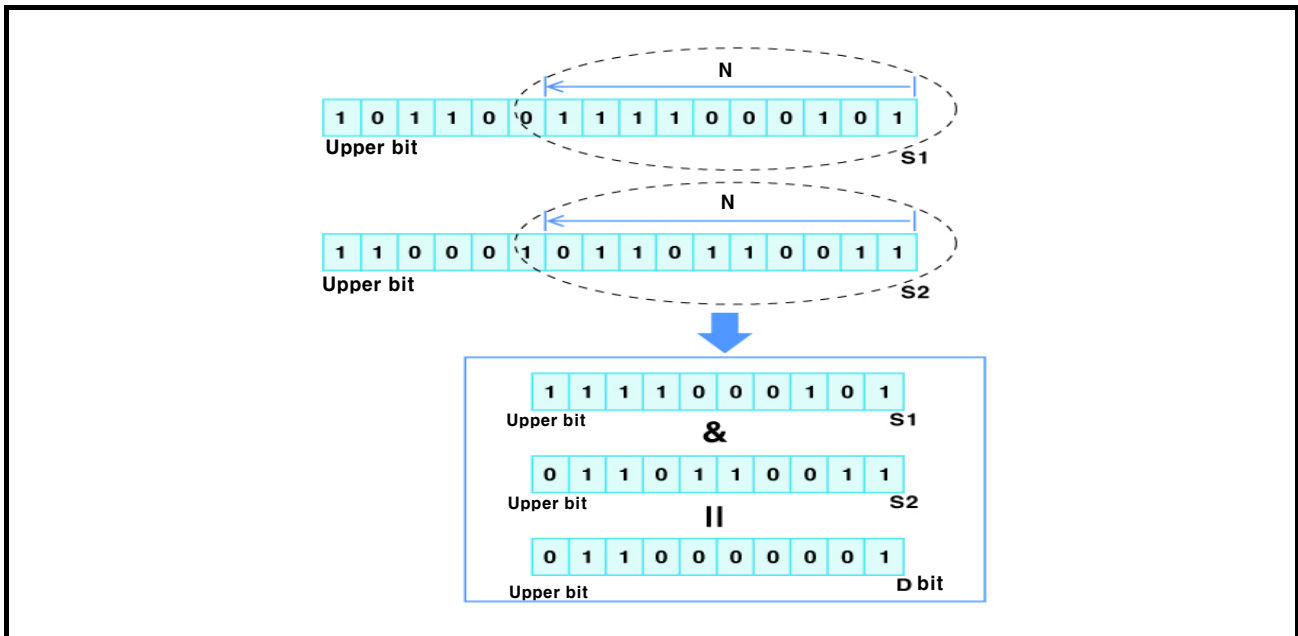 N
1 0 1 1 0 0 1 1 1 1 0 0 0 1 0 1
Upper bit
S1
N
1 1 0 0 0 1 0 1 1 0 1 1 0 0 1 1
Upper bit
S2
1 1 1 1 0 0 0 1 0 1
Upper bit
S1
&
0 1 1 0 1 1 0 0 1 1
Upper bit
S2
=
0 1 1 0 0 0 0 0 0 1
Upper bit
D bit